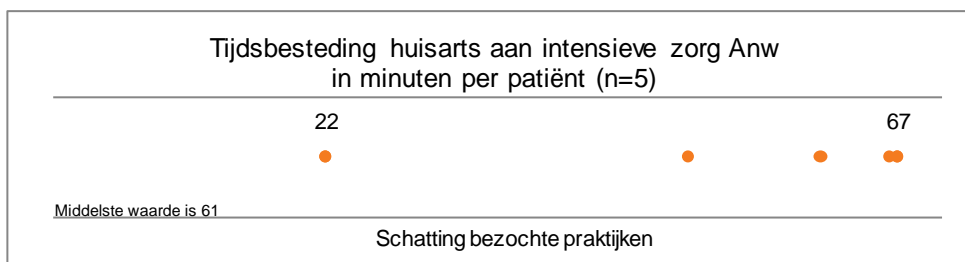 Tijdsbesteding huisarts aan intensieve zorg Anw
in minuten per patiënt (n=5)
22 67
Middelste waarde is 61
Schatting bezochte praktijken